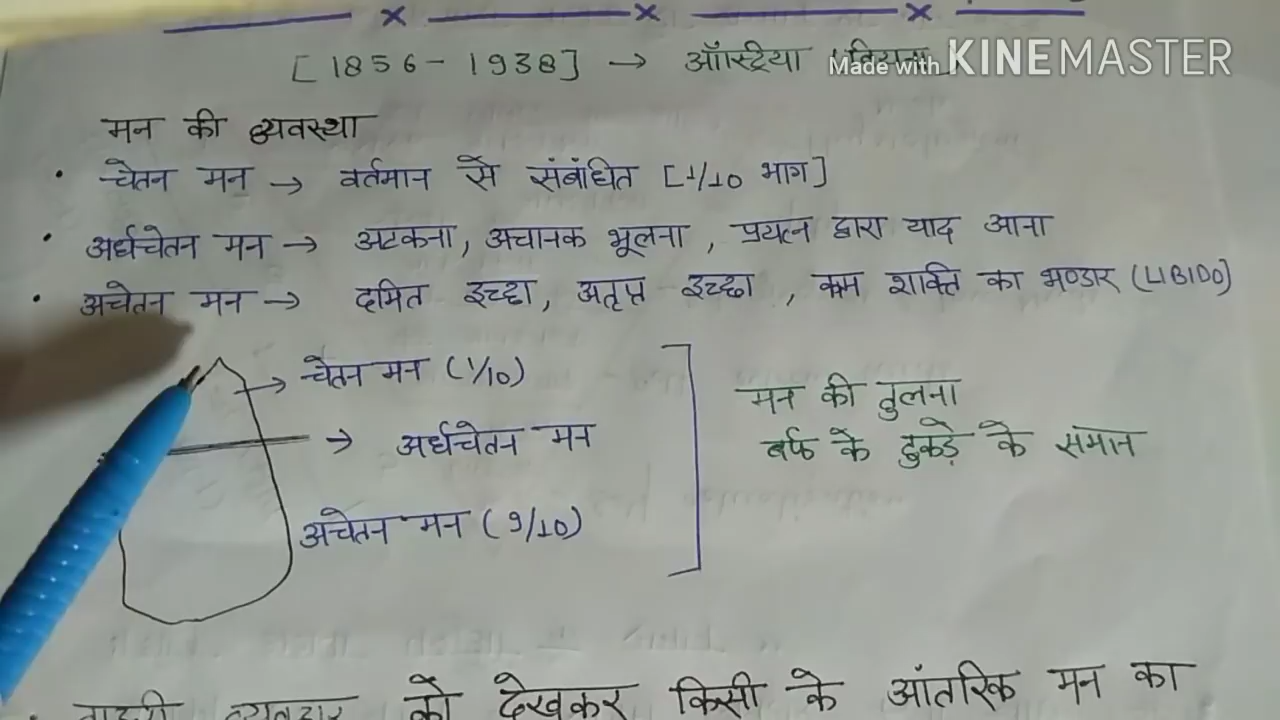 [1856 - 1938] → ऑस्ट्रिया
Made with KINEMASTER
मन की व्यवस्था
• चेतन मन → वर्तमान से संबंधित [1/10 भाग]
• अर्धचेतन मन → अटकना, अचानक भूलना, प्रयत्न द्वारा याद आना
• अचेतन मन → दमित इच्छा, अतृप्त इच्छा, काम शक्ति का भण्डार (LIBIDO)
→ चेतन मन (1/10)
→ अर्धचेतन मन
अचेतन मन (9/10)
मन की तुलना
बर्फ के टुकड़े के समान
को देखकर किसी के आंतरिक मन का